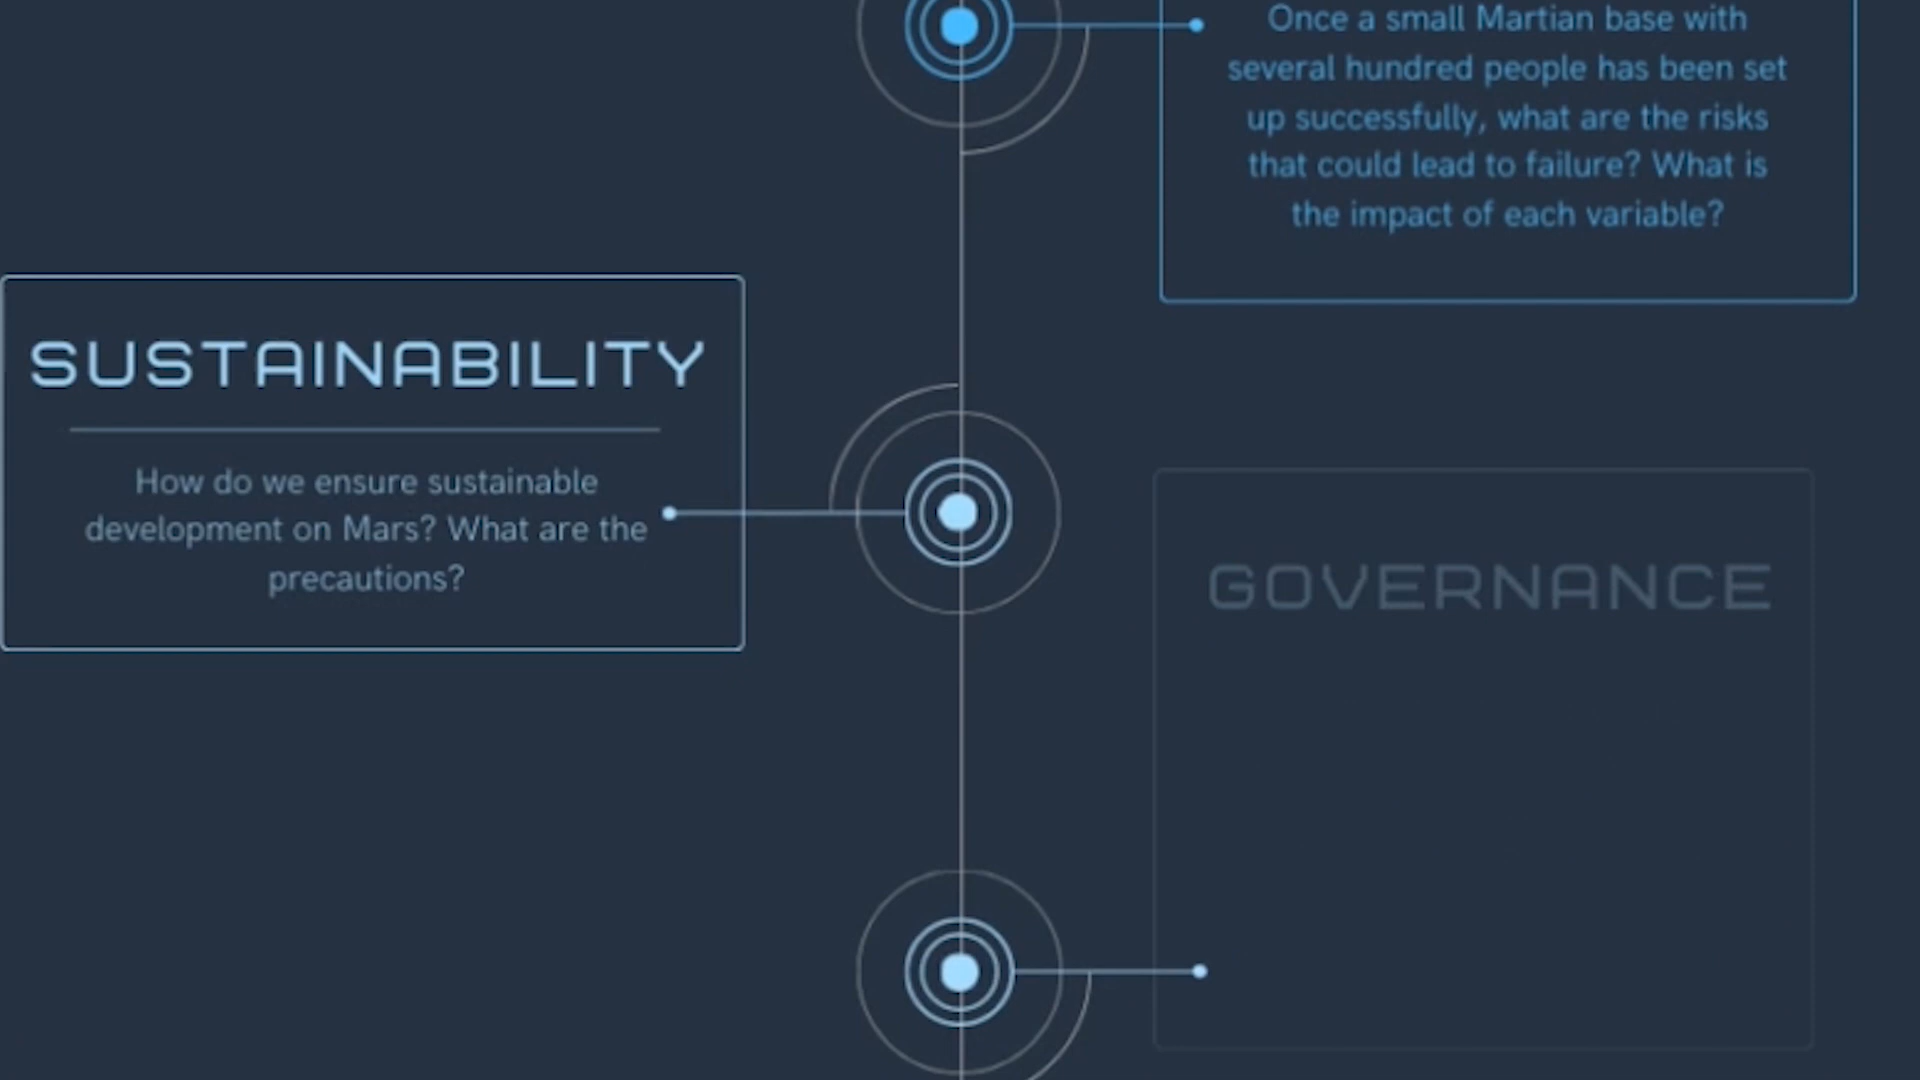 Once a small Martian base with
several hundred people has been set
up successfully, what are the risks
that could lead to failure? What is
the impact of each variable?
SUSTAINABILITY
How do we ensure sustainable
development on Mars? What are the
precautions?
GOVERNANCE